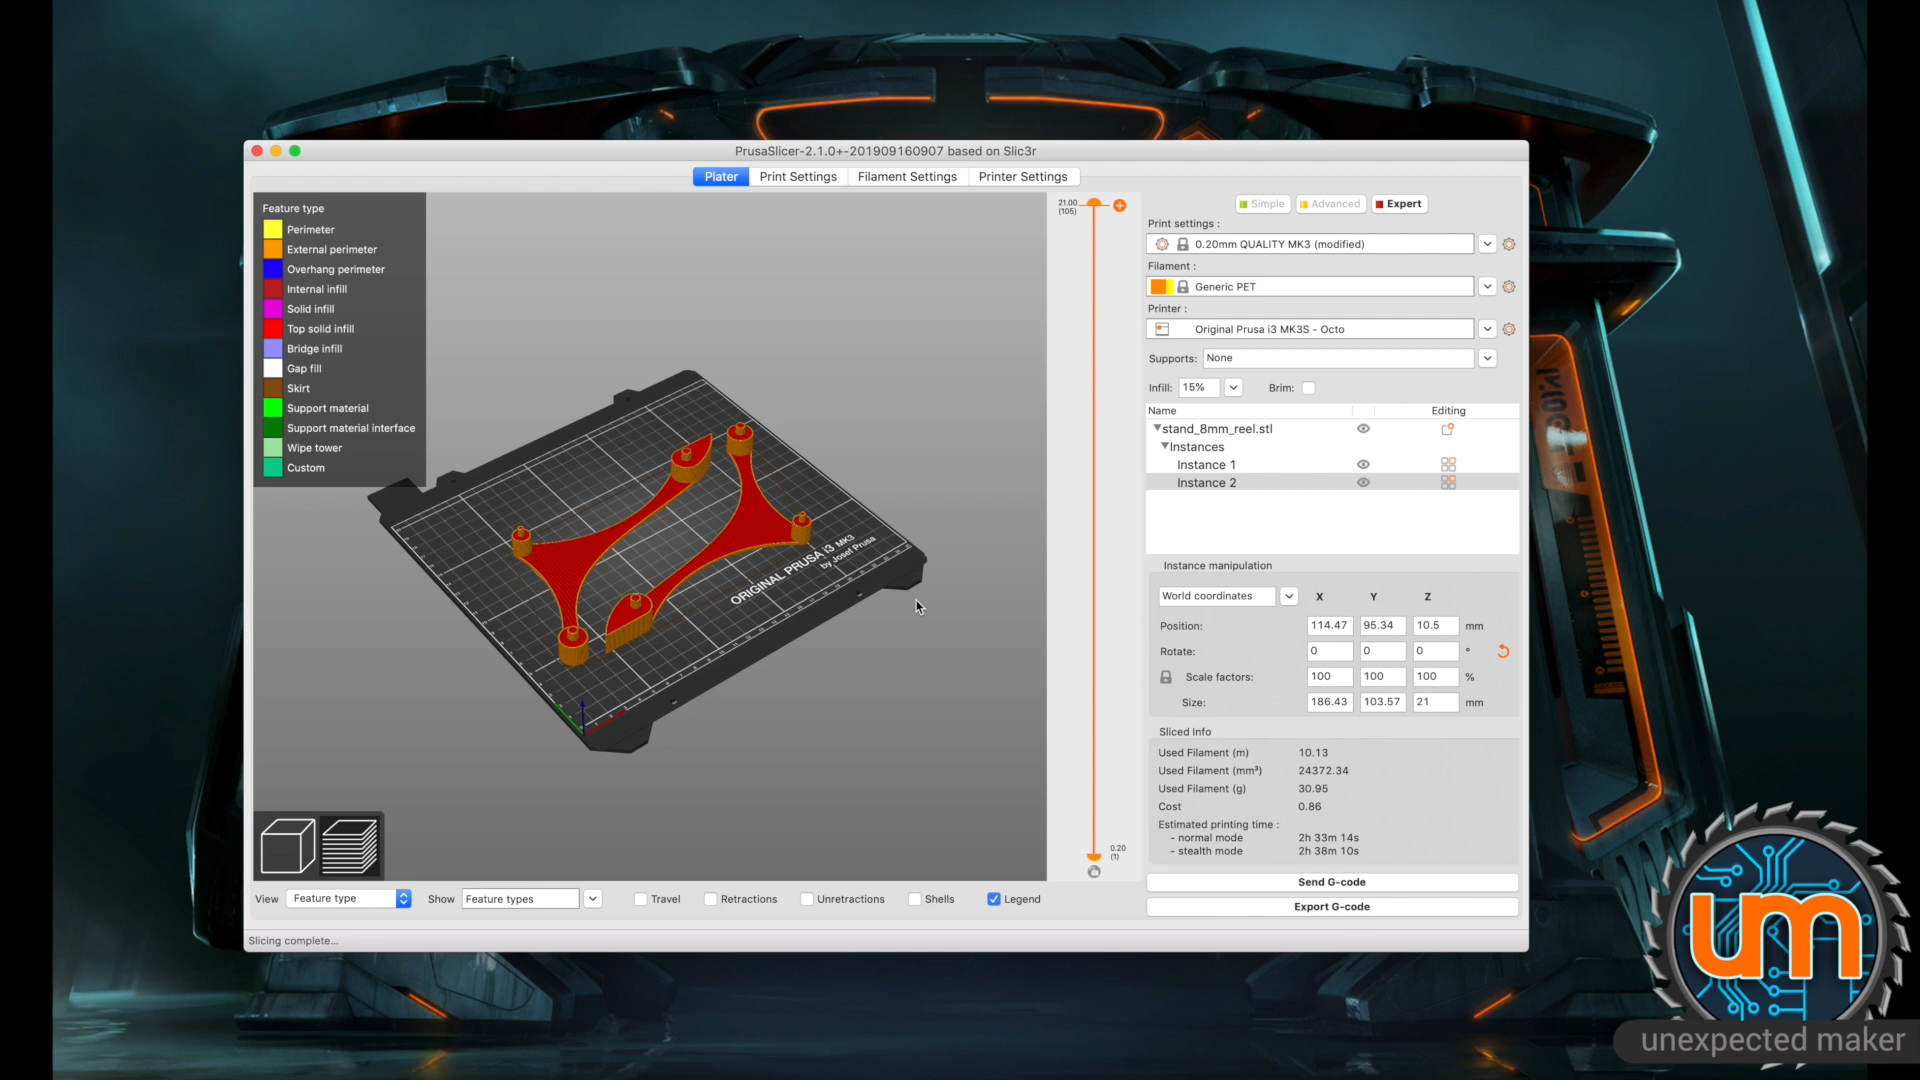 PrusaSlicer-2.1.0+-201909160907 based on Slic3r
Plater
Print Settings
Filament Settings
Printer Settings
Feature type
Perimeter
External perimeter
Overhang perimeter
Internal infill
Solid infill
Top solid infill
Bridge infill
Gap fill
Skirt
Support material
Support material interface
Wipe tower
Custom
ORIGINAL PRUSA i3 MK3
by Josef Prusa
21.00
(105)
0.20
(1)
Simple
Advanced
Expert
Print settings :
0.20mm QUALITY MK3 (modified)
Filament :
Generic PET
Printer :
Original Prusa i3 MK3S - Octo
Supports: None
Infill: 15% Brim:
Name Editing
stand_8mm_reel.stl
Instances
Instance 1
Instance 2
Instance manipulation
World coordinates X Y Z
Position: 114.47 95.34 10.5 mm
Rotate: 0 0 0 °
Scale factors: 100 100 100 %
Size: 186.43 103.57 21 mm
Sliced Info
Used Filament (m) 10.13
Used Filament (mm³) 24372.34
Used Filament (g) 30.95
Cost 0.86
Estimated printing time :
- normal mode 2h 33m 14s
- stealth mode 2h 38m 10s
Send G-code
Export G-code
View Feature type Show Feature types Travel Retractions Unretractions Shells Legend
Slicing complete...
um
unexpected maker